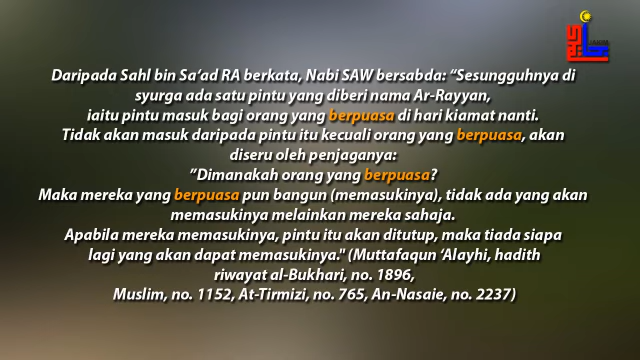 Daripada Sahl bin Sa'ad RA berkata, Nabi SAW bersabda: "Sesungguhnya di
syurga ada satu pintu yang diberi nama Ar-Rayyan,
iaitu pintu masuk bagi orang yang berpuasa di hari kiamat nanti.
Tidak akan masuk daripada pintu itu kecuali orang yang berpuasa, akan
diseru oleh penjaganya:
"Dimanakah orang yang berpuasa?
Maka mereka yang berpuasa pun bangun (memasukinya), tidak ada yang akan
memasukinya melainkan mereka sahaja.
Apabila mereka memasukinya, pintu itu akan ditutup, maka tiada siapa
lagi yang akan dapat memasukinya." (Muttafaqun 'Alayhi, hadith
riwayat al-Bukhari, no. 1896,
Muslim, no. 1152, At-Tirmizi, no. 765, An-Nasaie, no. 2237)